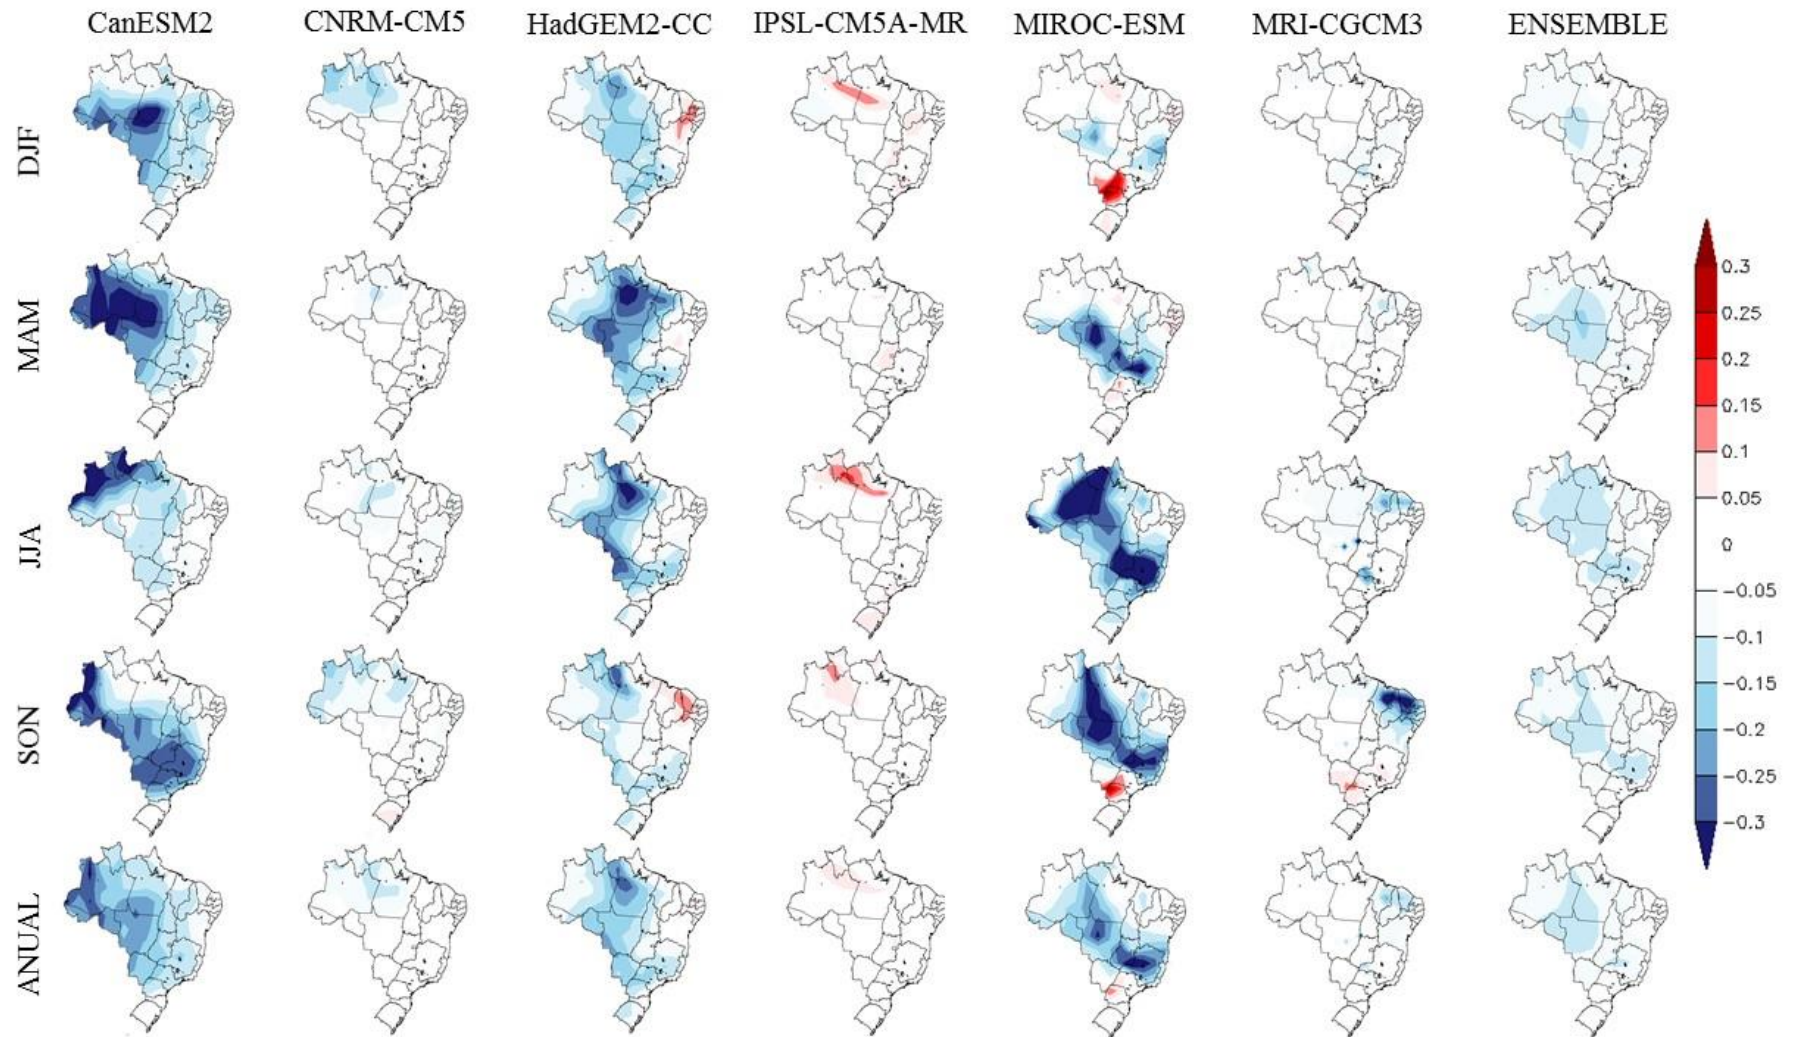 CanESM2 CNRM-CM5 HadGEM2-CC IPSL-CM5A-MR MIROC-ESM MRI-CGCM3 ENSEMBLE
DJF
MAM
JJA
SON
ANUAL
0.3
0.25
0.2
0.15
0.1
0.05
0
-0.05
-0.1
-0.15
-0.2
-0.25
-0.3